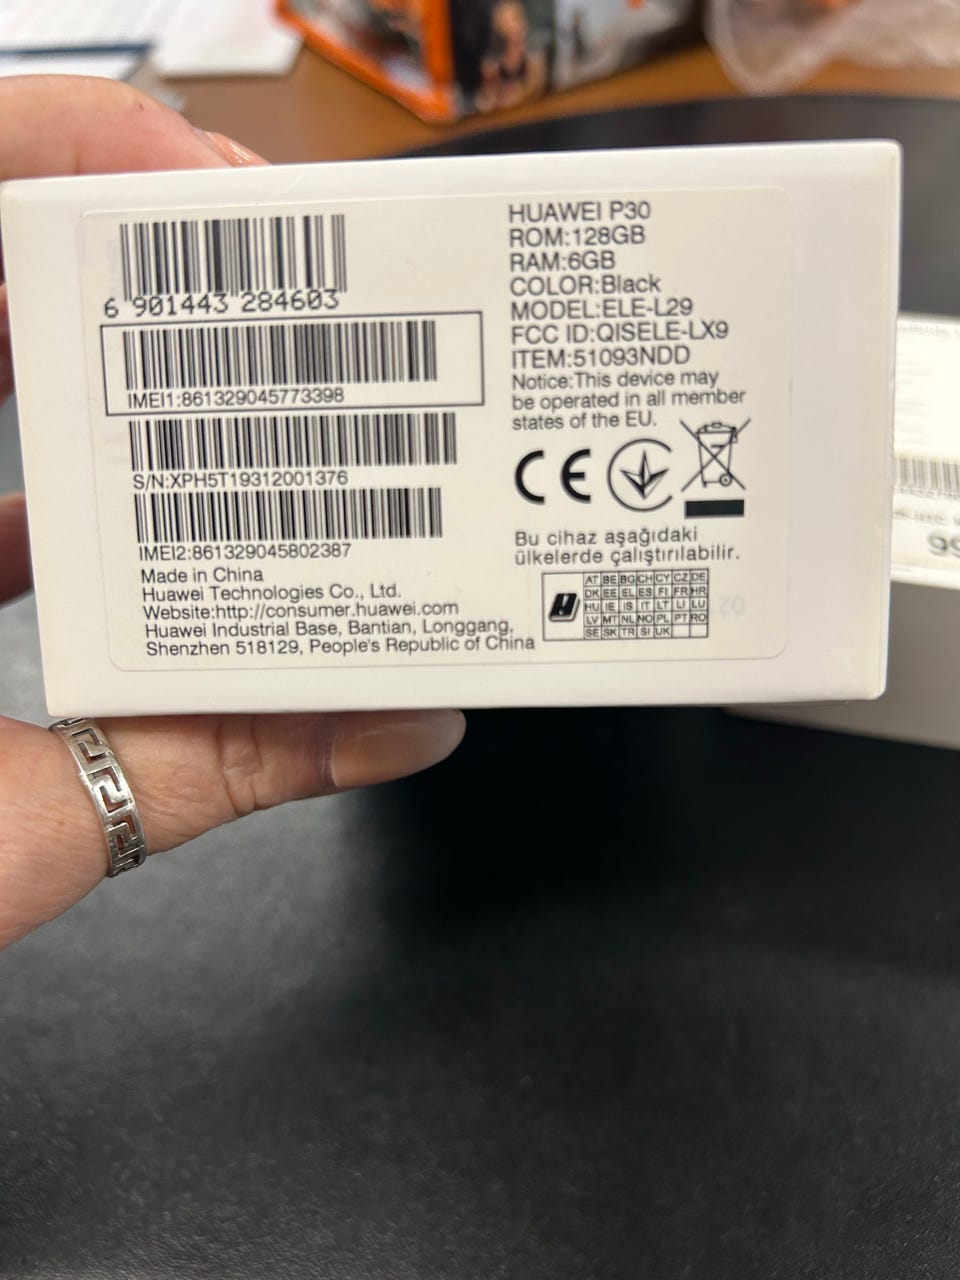 6 901443 284603
IMEI1:861329045773398
S/N:XPH5T19312001376
IMEI2:861329045802387
Made in China
Huawei Technologies Co., Ltd.
Website:http://consumer.huawei.com
Huawei Industrial Base, Bantian, Longgang,
Shenzhen 518129, People's Republic of China
HUAWEI P30
ROM:128GB
RAM:6GB
COLOR:Black
MODEL:ELE-L29
FCC ID:QISELE-LX9
ITEM:51093NDD
Notice:This device may
be operated in all member
states of the EU.
CE
Bu cihaz aşağıdaki
ülkelerde çalıştırılabilir.
AT BE BG CH CY CZ DE
DK EE EL ES FI FR HR
HU IE IS IT LT LI LU
LV MT NL NO PL PT RO
SE SK TR SI UK